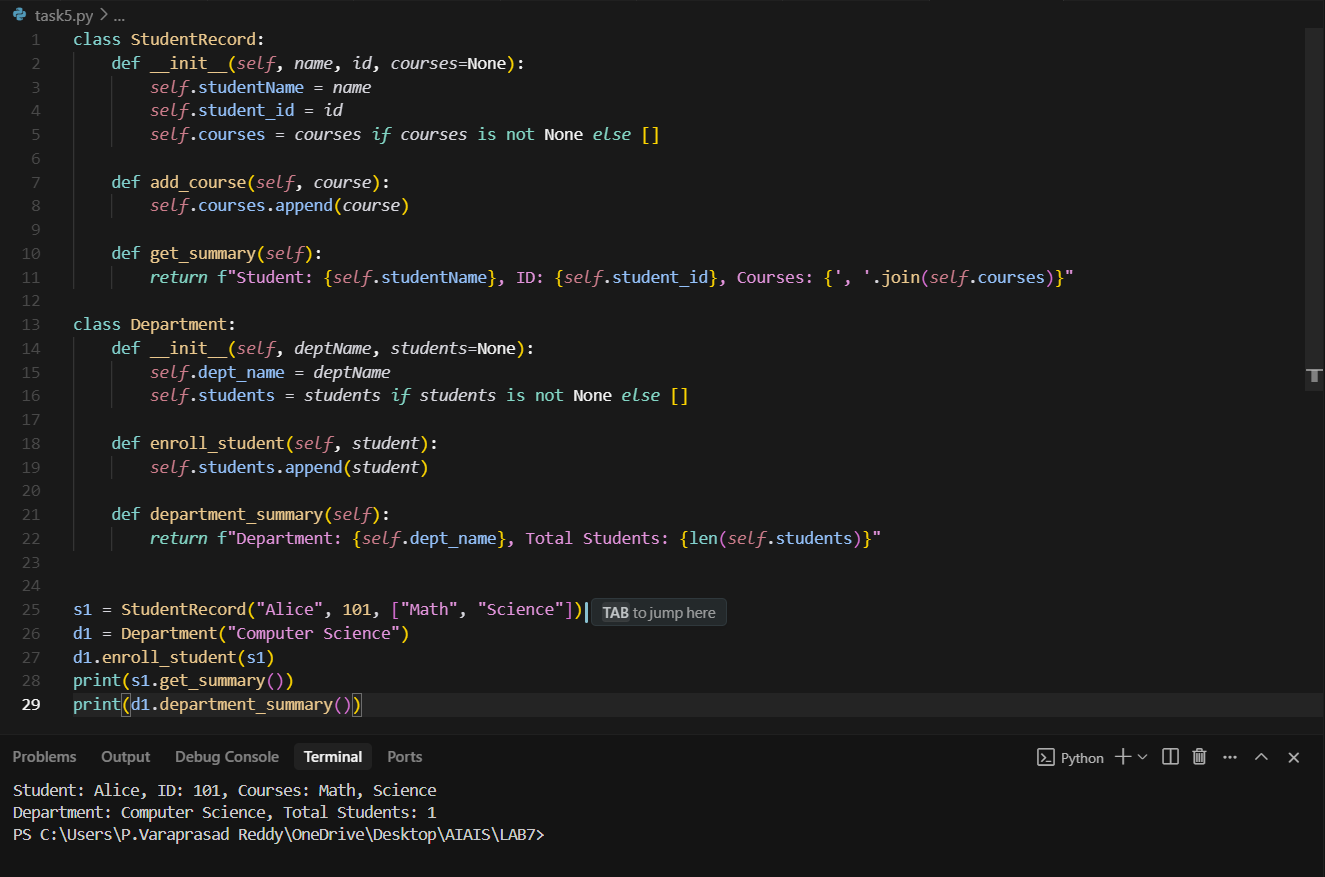 task5.py > ...
1 class StudentRecord:
2     def __init__(self, name, id, courses=None):
3         self.studentName = name
4         self.student_id = id
5         self.courses = courses if courses is not None else []
6
7     def add_course(self, course):
8         self.courses.append(course)
9
10     def get_summary(self):
11         return f"Student: {self.studentName}, ID: {self.student_id}, Courses: {', '.join(self.courses)}"
12
13 class Department:
14     def __init__(self, deptName, students=None):
15         self.dept_name = deptName
16         self.students = students if students is not None else []
17
18     def enroll_student(self, student):
19         self.students.append(student)
20
21     def department_summary(self):
22         return f"Department: {self.dept_name}, Total Students: {len(self.students)}"
23
24
25 s1 = StudentRecord("Alice", 101, ["Math", "Science"]) TAB to jump here
26 d1 = Department("Computer Science")
27 d1.enroll_student(s1)
28 print(s1.get_summary())
29 print(d1.department_summary())
Problems Output Debug Console Terminal Ports Python
Student: Alice, ID: 101, Courses: Math, Science
Department: Computer Science, Total Students: 1
PS C:\Users\P.Varaprasad Reddy\OneDrive\Desktop\AIAIS\LAB7>